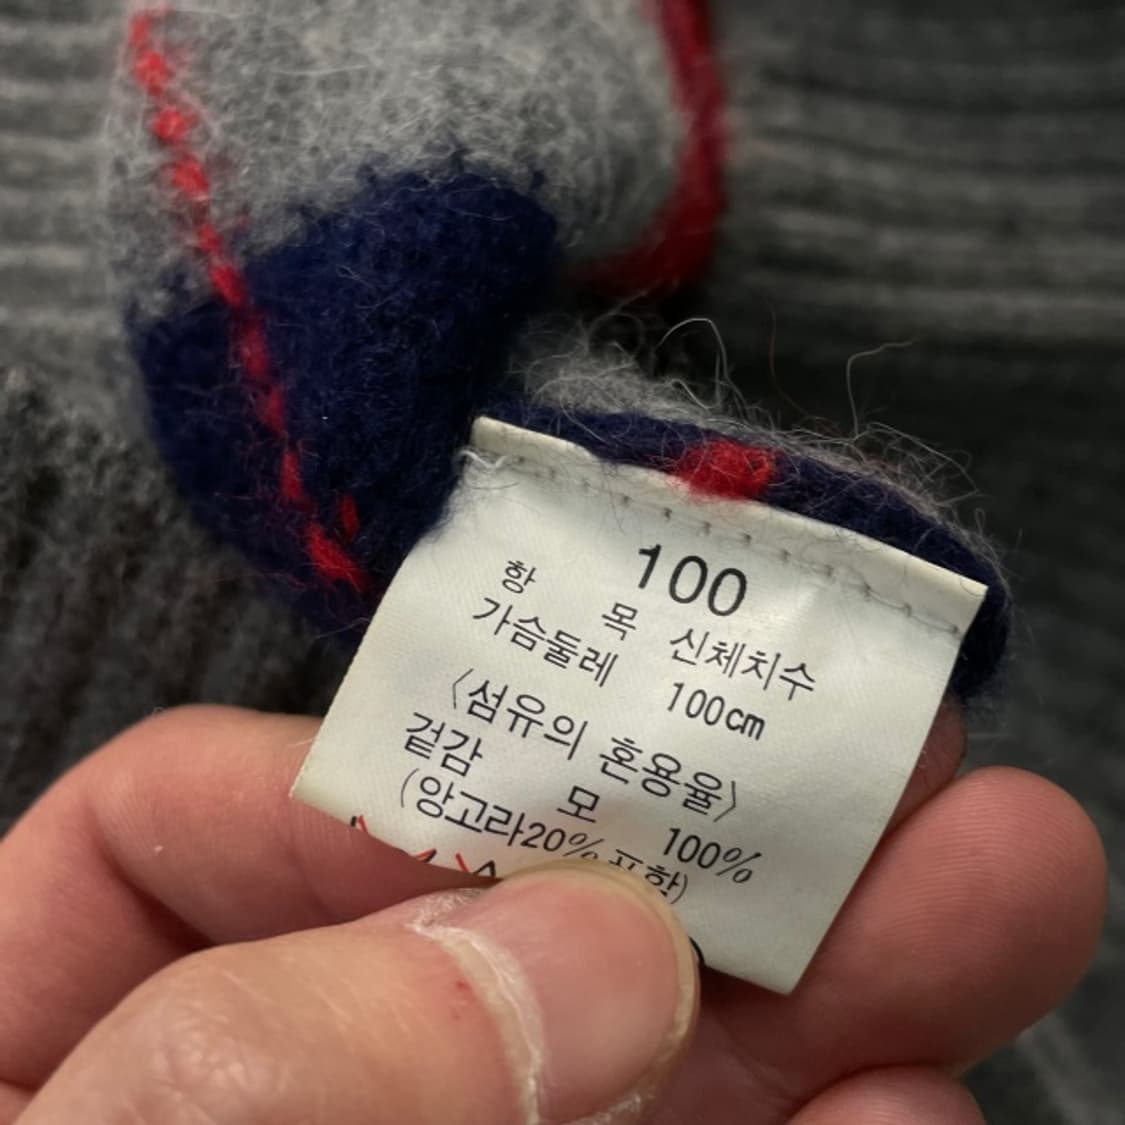 100
항 목 신체치수
가슴둘레 100cm
〈섬유의 혼용율〉
겉감 모 100%
(앙고라20% 포함)